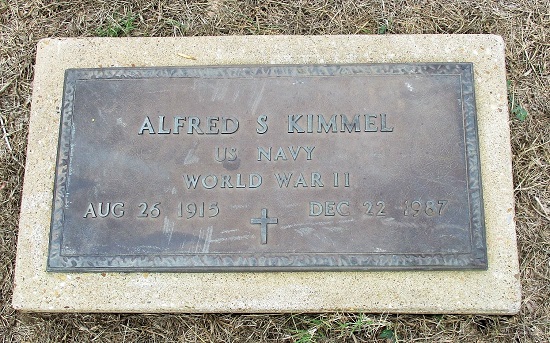 ALFRED S KIMMEL
US NAVY
WORLD WAR II
AUG 26 1915 DEC 22 1987